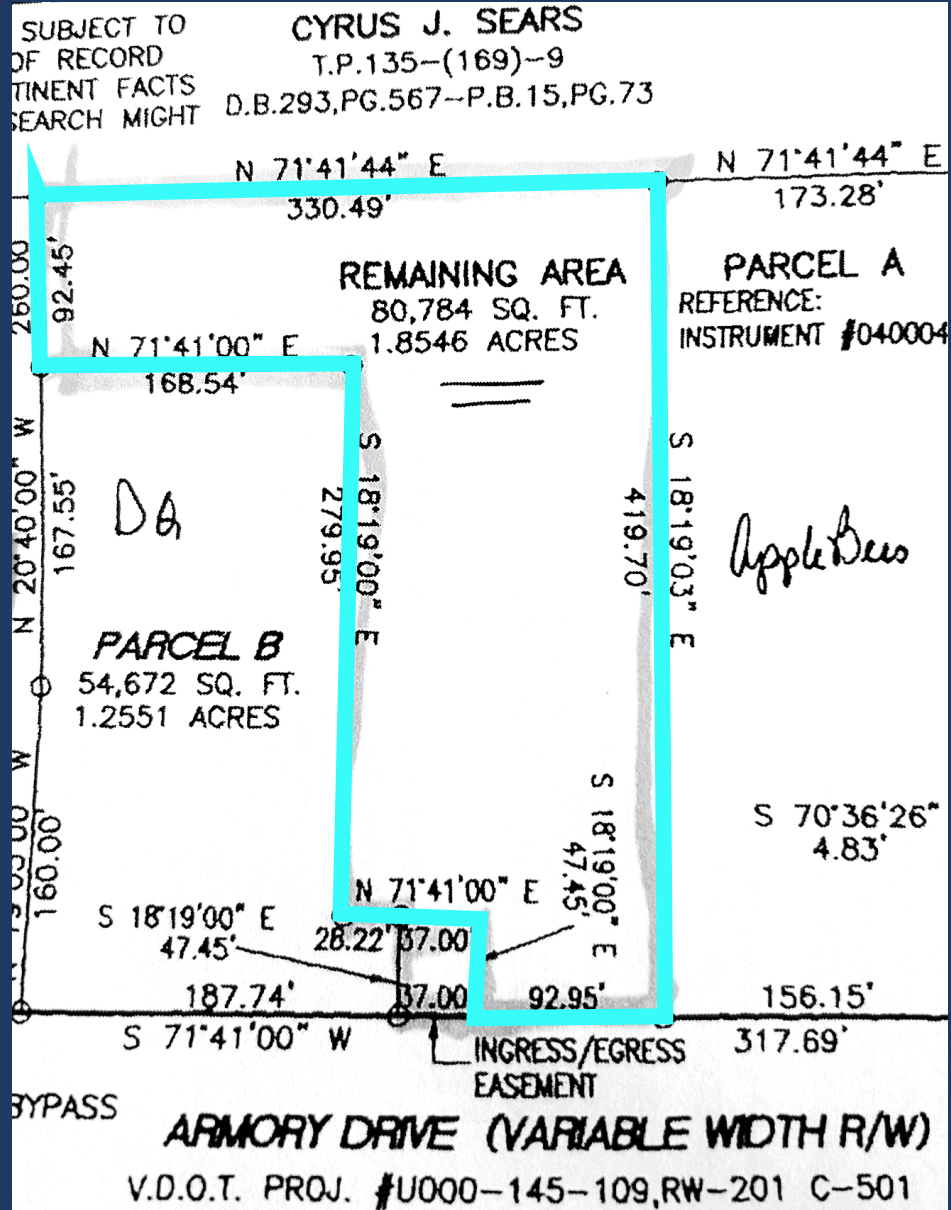 SUBJECT TO
OF RECORD
TINENT FACTS
SEARCH MIGHT
CYRUS J. SEARS
T.P.135-(169)-9
D.B.293,PG.567-P.B.15,PG.73
N 71°41'44" E
330.49'
N 71°41'44" E
173.28'
260.00
92.45'
REMAINING AREA
80,784 SQ. FT.
1.8546 ACRES
PARCEL A
REFERENCE:
INSTRUMENT #040004
N 71°41'00" E
168.54'
N 20°40'00" W
167.55'
DQ
S 18°19'00" E
279.95'
419.70'
S 18°19'03" E
AppleBees
PARCEL B
54,672 SQ. FT.
1.2551 ACRES
W
160.00'
S 18°19'00" E
47.45'
S 70°36'26"
4.83'
N 71°41'00" E
28.22'
37.00
S 18°19'00" E
47.45'
187.74'
37.00
92.95'
156.15'
S 71°41'00" W
317.69'
INGRESS/EGRESS
EASEMENT
BYPASS
ARMORY DRIVE (VARIABLE WIDTH R/W)
V.D.O.T. PROJ. #U000-145-109,RW-201 C-501